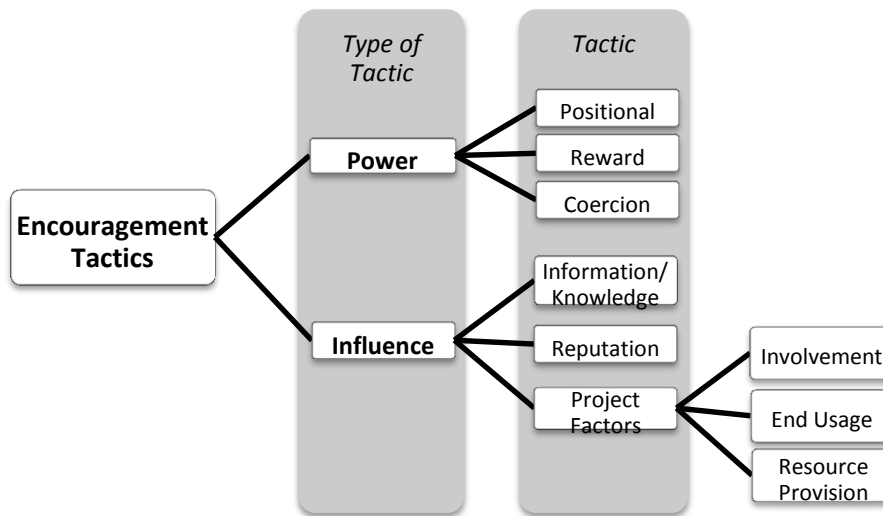 Type of
Tactic
Tactic
Positional
Power
Reward
Coercion
Encouragement
Tactics
Information/
Knowledge
Influence
Reputation
Involvement
Project
Factors
End Usage
Resource
Provision